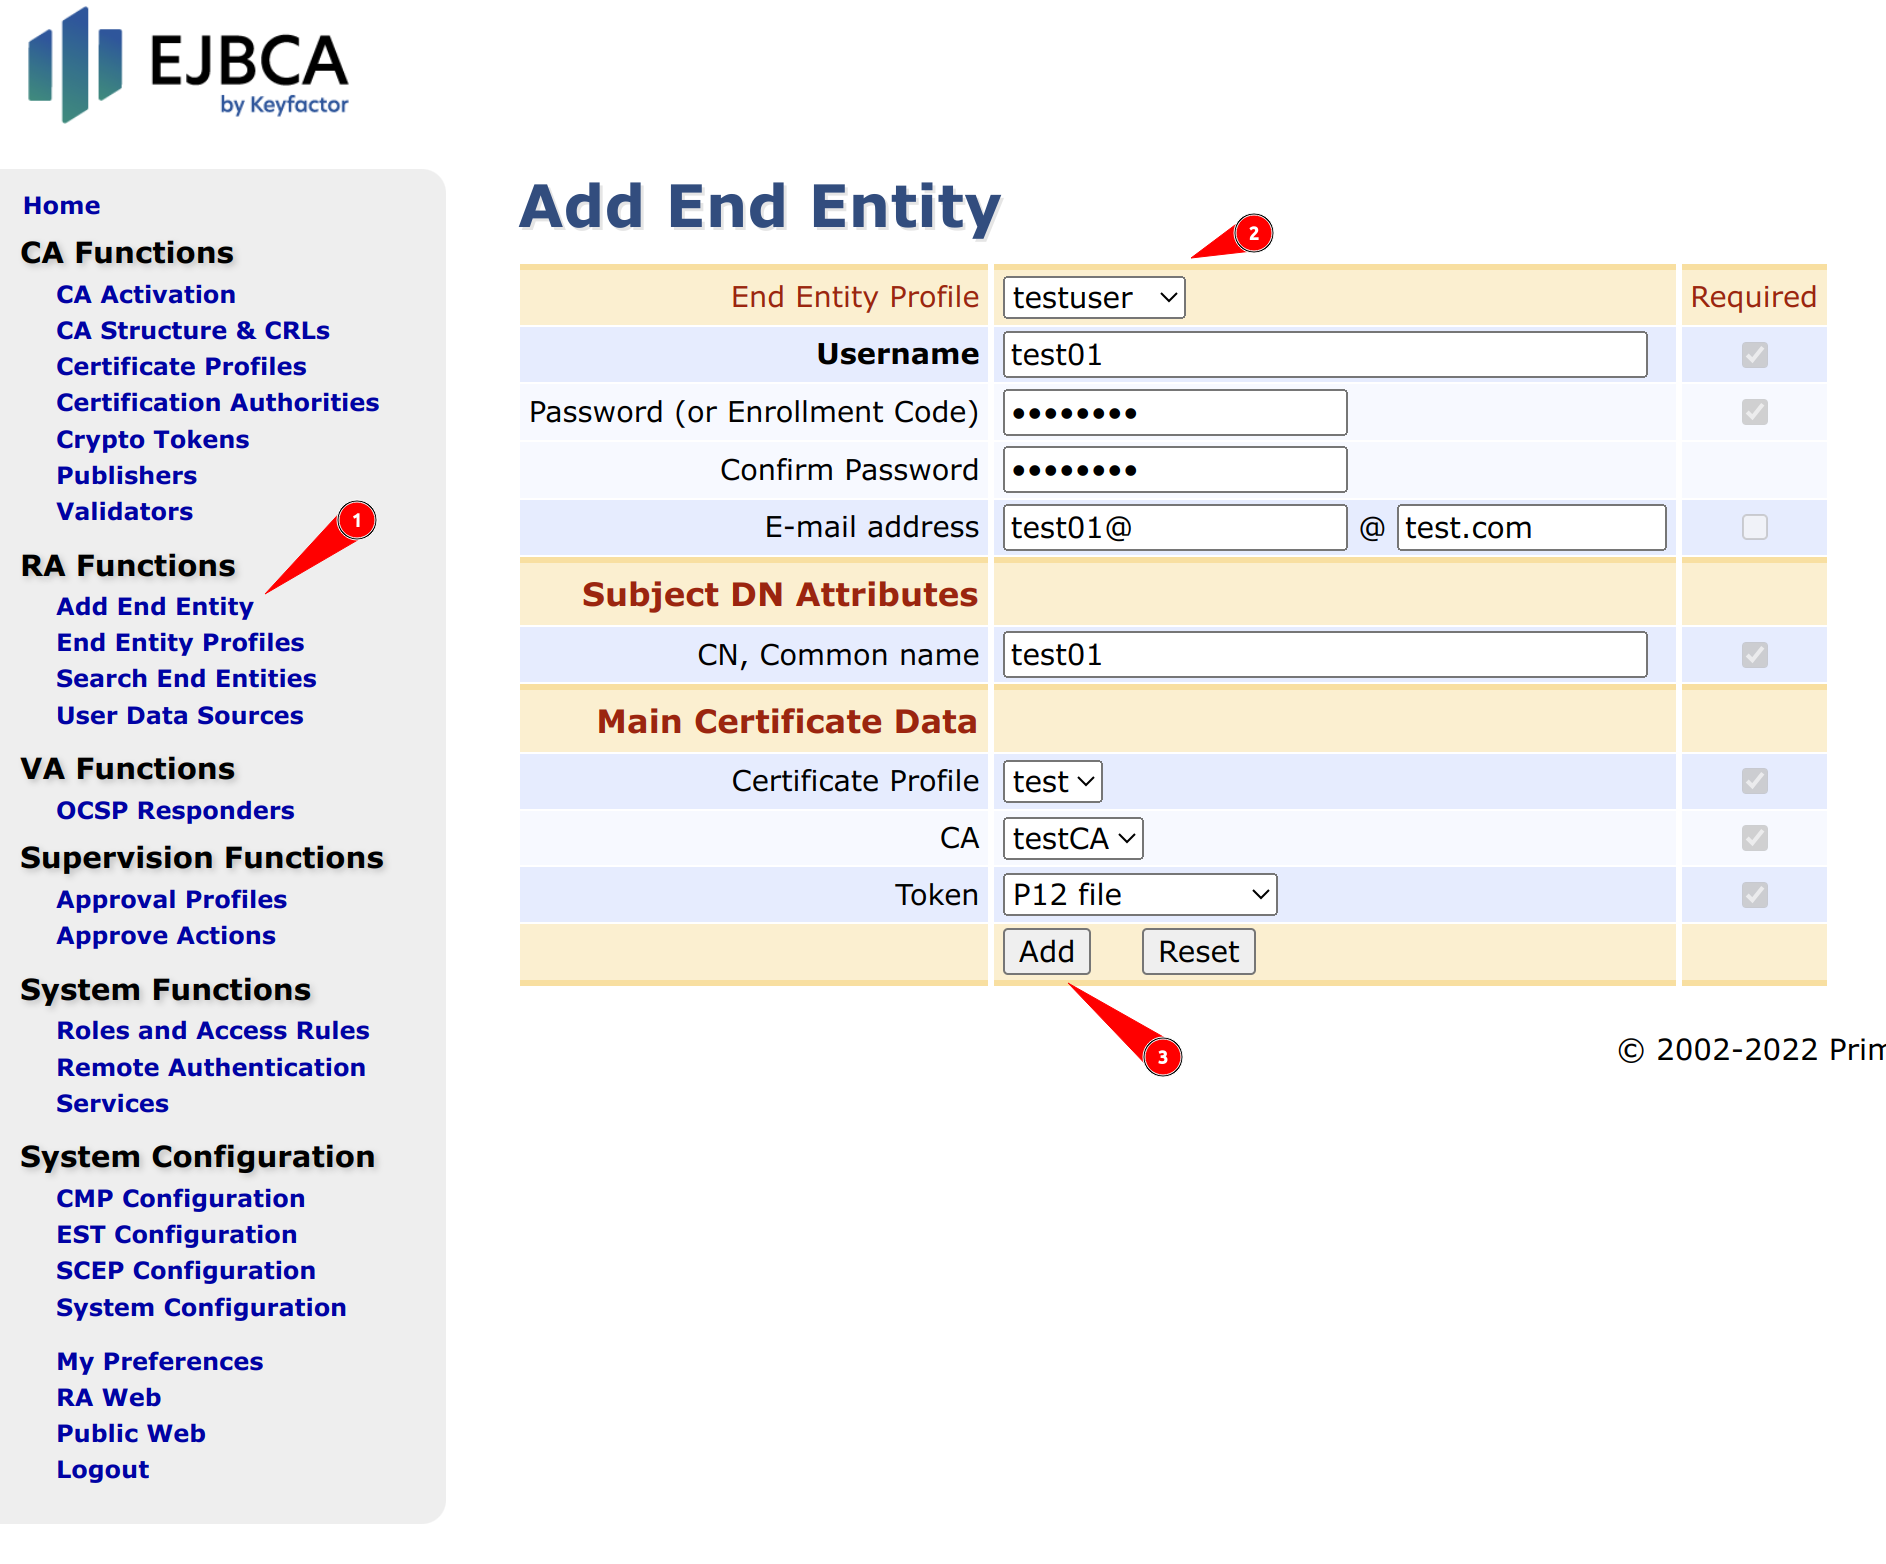 EJBCA
by Keyfactor
Home
CA Functions
CA Activation
CA Structure & CRLs
Certificate Profiles
Certification Authorities
Crypto Tokens
Publishers
Validators
1
RA Functions
Add End Entity
End Entity Profiles
Search End Entities
User Data Sources
VA Functions
OCSP Responders
Supervision Functions
Approval Profiles
Approve Actions
System Functions
Roles and Access Rules
Remote Authentication
Services
System Configuration
CMP Configuration
EST Configuration
SCEP Configuration
System Configuration
My Preferences
RA Web
Public Web
Logout
Add End Entity
2
End Entity Profile testuser Required
Username test01
Password (or Enrollment Code) ••••••••
Confirm Password ••••••••
E-mail address test01@ @ test.com
Subject DN Attributes
CN, Common name test01
Main Certificate Data
Certificate Profile test
CA testCA
Token P12 file
Add Reset
3
© 2002-2022 Prim